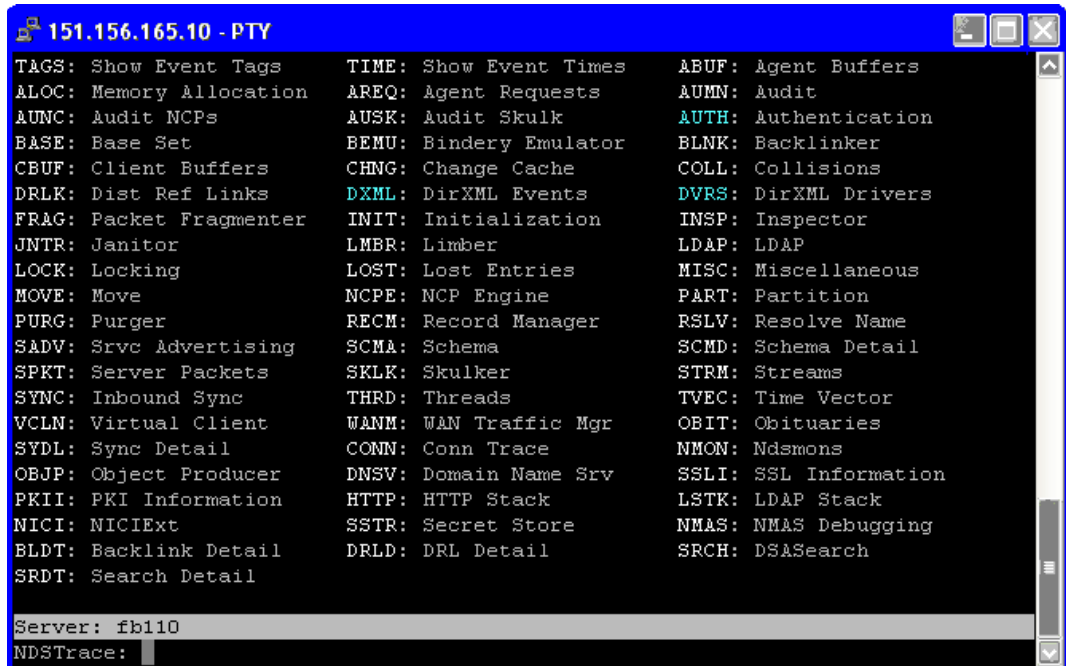 151.156.165.10 - PTY
TAGS: Show Event Tags TIME: Show Event Times ABUF: Agent Buffers
ALOC: Memory Allocation AREQ: Agent Requests AUMN: Audit
AUNC: Audit NCPs AUSK: Audit Skulk AUTH: Authentication
BASE: Base Set BEMU: Bindery Emulator BLNK: Backlinker
CBUF: Client Buffers CHNG: Change Cache COLL: Collisions
DRLK: Dist Ref Links DXML: DirXML Events DVRS: DirXML Drivers
FRAG: Packet Fragmenter INIT: Initialization INSP: Inspector
JNTR: Janitor LMBR: Limber LDAP: LDAP
LOCK: Locking LOST: Lost Entries MISC: Miscellaneous
MOVE: Move NCPE: NCP Engine PART: Partition
PURG: Purger RECM: Record Manager RSLV: Resolve Name
SADV: Srvc Advertising SCMA: Schema SCMD: Schema Detail
SPKT: Server Packets SKLK: Skulker STRM: Streams
SYNC: Inbound Sync THRD: Threads TVEC: Time Vector
VCLN: Virtual Client WANM: WAN Traffic Mgr OBIT: Obituaries
SYDL: Sync Detail CONN: Conn Trace NMON: Ndsmons
OBJP: Object Producer DNSV: Domain Name Srv SSLI: SSL Information
PKII: PKI Information HTTP: HTTP Stack LSTK: LDAP Stack
NICI: NICIExt SSTR: Secret Store NMAS: NMAS Debugging
BLDT: Backlink Detail DRLD: DRL Detail SRCH: DSASearch
SRDT: Search Detail
Server: fb110
NDSTrace: